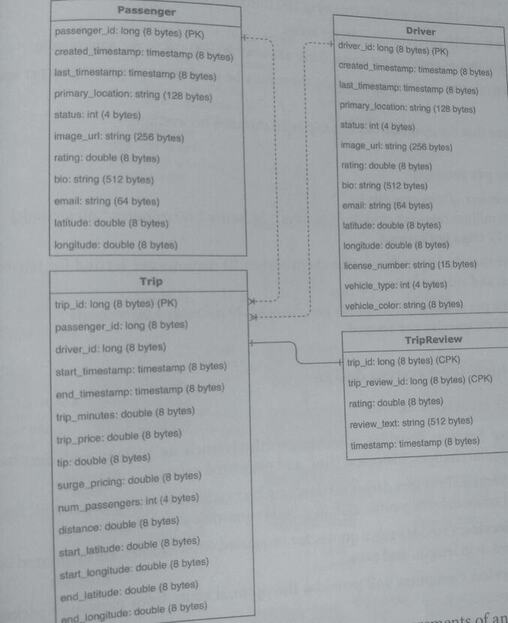 Passenger
passenger_id: long (8 bytes) (PK)
created_timestamp: timestamp (8 bytes)
last_timestamp: timestamp (8 bytes)
primary_location: string (128 bytes)
status: int (4 bytes)
image_url: string (256 bytes)
rating: double (8 bytes)
bio: string (512 bytes)
email: string (64 bytes)
latitude: double (8 bytes)
longitude: double (8 bytes)
Driver
driver_id: long (8 bytes) (PK)
created_timestamp: timestamp (8 bytes)
last_timestamp: timestamp (8 bytes)
primary_location: string (128 bytes)
status: int (4 bytes)
image_url: string (256 bytes)
rating: double (8 bytes)
bio: string (512 bytes)
email: string (64 bytes)
latitude: double (8 bytes)
longitude: double (8 bytes)
license_number: string (15 bytes)
vehicle_type: int (4 bytes)
vehicle_color: string (8 bytes)
Trip
trip_id: long (8 bytes) (PK)
passenger_id: long (8 bytes)
driver_id: long (8 bytes)
start_timestamp: timestamp (8 bytes)
end_timestamp: timestamp (8 bytes)
trip_minutes: double (8 bytes)
trip_price: double (8 bytes)
tip: double (8 bytes)
surge_pricing: double (8 bytes)
num_passengers: int (4 bytes)
distance: double (8 bytes)
start_latitude: double (8 bytes)
start_longitude: double (8 bytes)
end_latitude: double (8 bytes)
end_longitude: double (8 bytes)
TripReview
trip_id: long (8 bytes) (CPK)
trip_review_id: long (8 bytes) (CPK)
rating: double (8 bytes)
review_text: string (512 bytes)
timestamp: timestamp (8 bytes)
of an